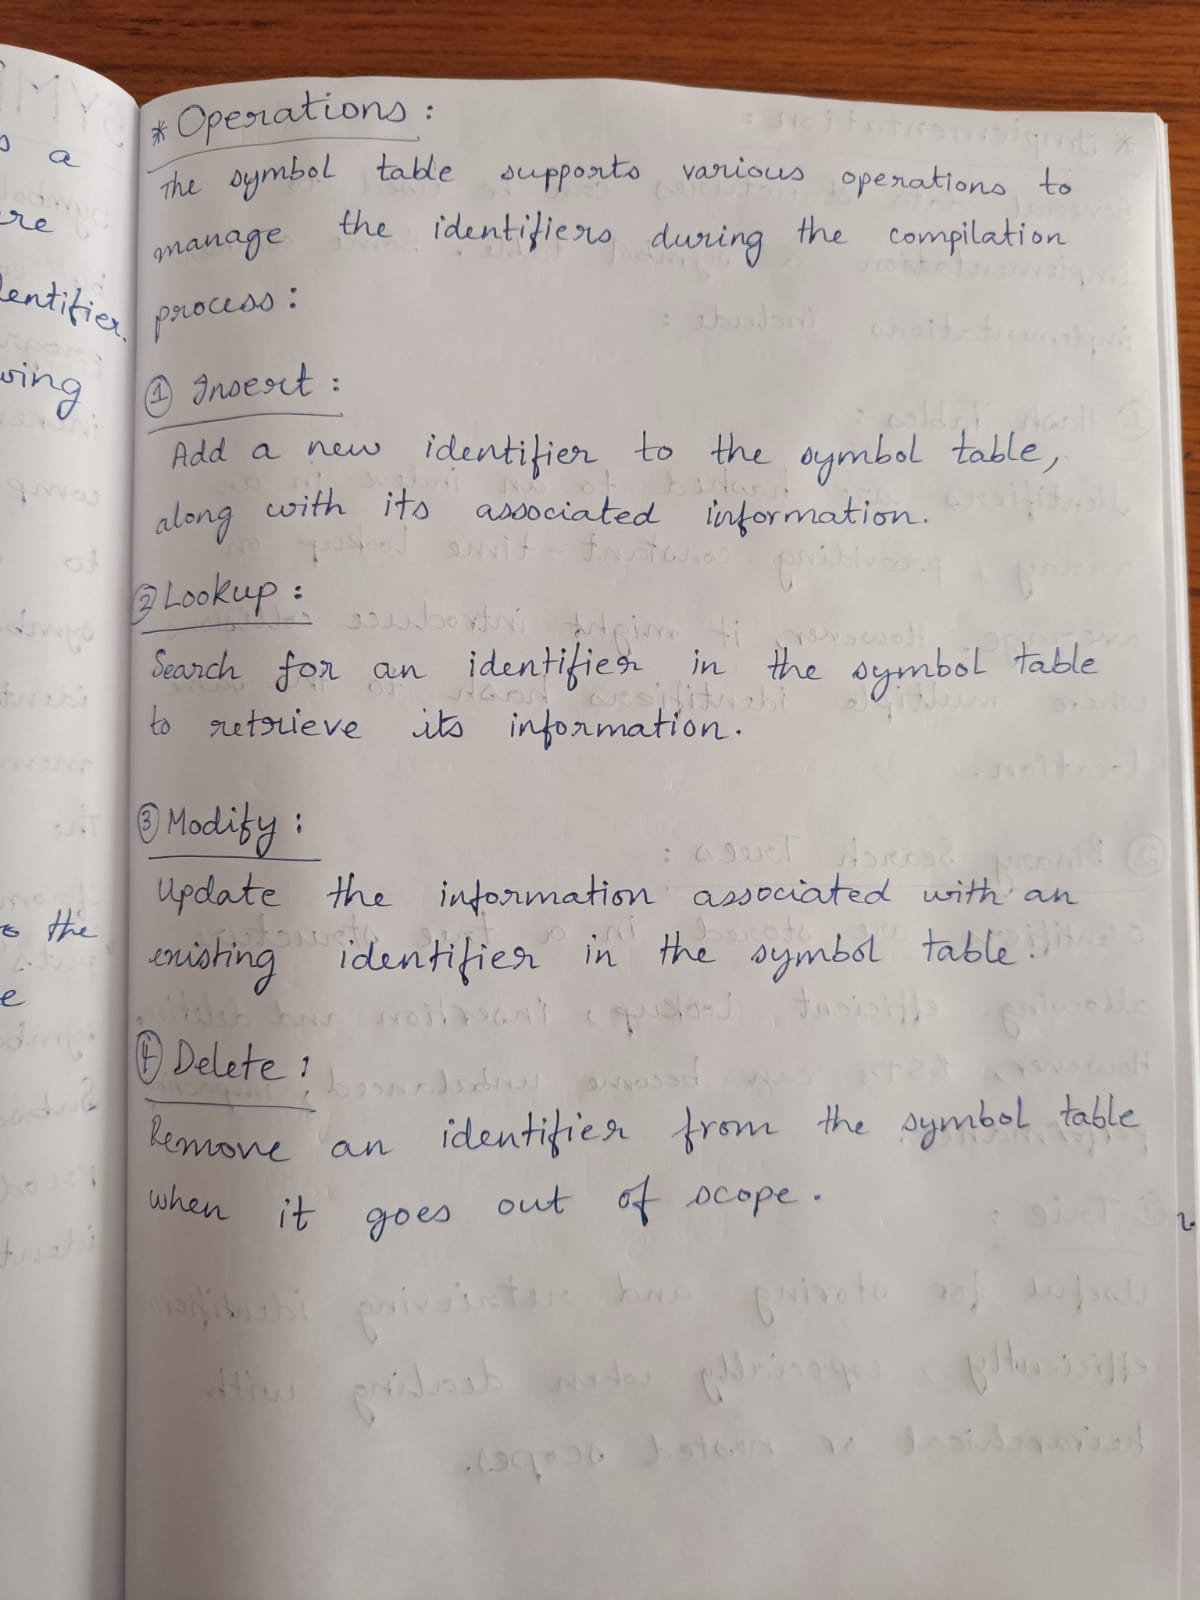 * Operations :
The symbol table supports various operations to
manage the identifiers during the compilation
process :
① Insert :
Add a new identifier to the symbol table,
along with its associated information.
② Lookup :
Search for an identifier in the symbol table
to retrieve its information.
③ Modify :
Update the information associated with an
existing identifier in the symbol table.
④ Delete :
Remove an identifier from the symbol table
when it goes out of scope.
a
dentifier.
the